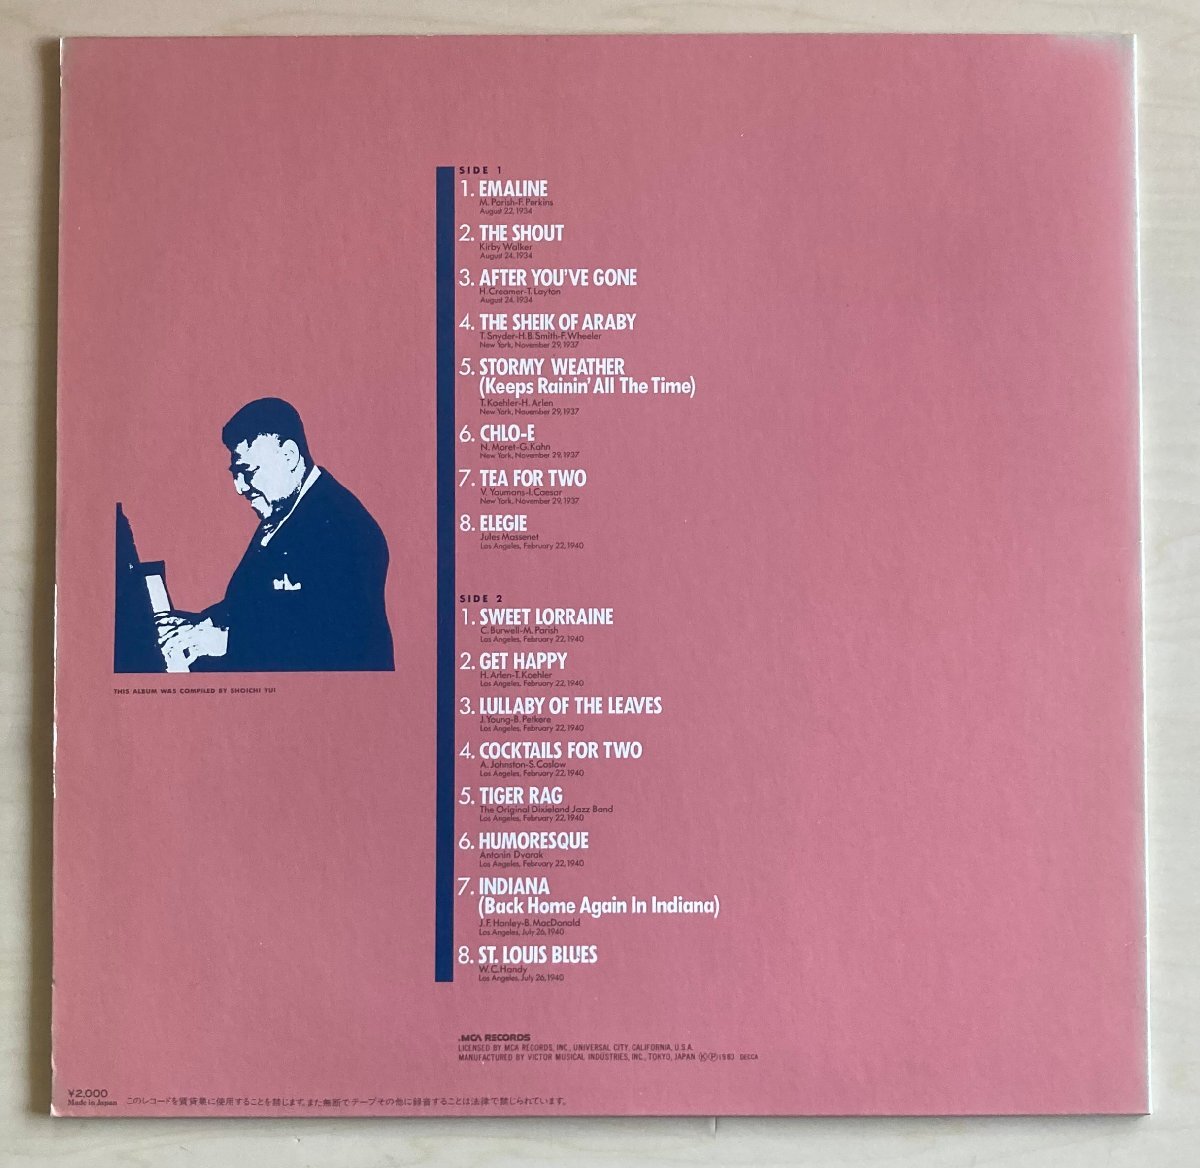 SIDE 1
1. EMALINE
M. Parish-F. Perkins
August 22, 1934
2. THE SHOUT
Kirby Walker
August 24, 1934
3. AFTER YOU'VE GONE
H. Creamer-T. Layton
August 24, 1934
4. THE SHEIK OF ARABY
T. Snyder-H.B. Smith-F. Wheeler
New York, November 29, 1937
5. STORMY WEATHER
(Keeps Rainin' All The Time)
T. Koehler-H. Arlen
New York, November 29, 1937
6. CHLO-E
N. Moret-G. Kahn
New York, November 29, 1937
7. TEA FOR TWO
V. Youmans-I. Caesar
New York, November 29, 1937
8. ELEGIE
Jules Massenet
Los Angeles, February 22, 1940
SIDE 2
1. SWEET LORRAINE
C. Burwell-M. Parish
Los Angeles, February 22, 1940
2. GET HAPPY
H. Arlen-T. Koehler
Los Angeles, February 22, 1940
3. LULLABY OF THE LEAVES
J. Young-B. Petkere
Los Angeles, February 22, 1940
4. COCKTAILS FOR TWO
A. Johnston-S. Coslow
Los Angeles, February 22, 1940
5. TIGER RAG
The Original Dixieland Jazz Band
Los Angeles, February 22, 1940
6. HUMORESQUE
Antonin Dvorak
Los Angeles, February 22, 1940
7. INDIANA
(Back Home Again In Indiana)
J.F. Hanley-B. MacDonald
Los Angeles, July 26, 1940
8. ST. LOUIS BLUES
W.C. Handy
Los Angeles, July 26, 1940
THIS ALBUM WAS COMPILED BY SHOICHI YUI
.MCA RECORDS
LICENSED BY MCA RECORDS, INC., UNIVERSAL CITY, CALIFORNIA, U.S.A.
MANUFACTURED BY VICTOR MUSICAL INDUSTRIES, INC., TOKYO, JAPAN Ⓚ Ⓟ 1983 DECCA
¥2,000
Made in Japan このレコードを賃貸業に使用することを禁じます。また無断でテープその他に録音することは法律で禁じられています。